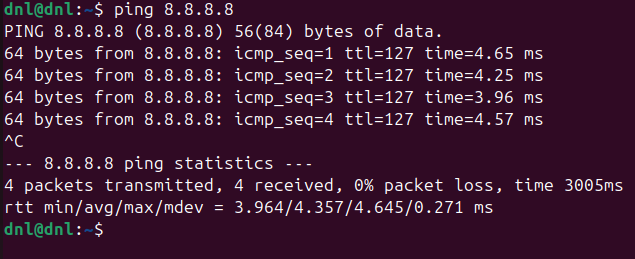 dnl@dnl:~$ ping 8.8.8.8
PING 8.8.8.8 (8.8.8.8) 56(84) bytes of data.
64 bytes from 8.8.8.8: icmp_seq=1 ttl=127 time=4.65 ms
64 bytes from 8.8.8.8: icmp_seq=2 ttl=127 time=4.25 ms
64 bytes from 8.8.8.8: icmp_seq=3 ttl=127 time=3.96 ms
64 bytes from 8.8.8.8: icmp_seq=4 ttl=127 time=4.57 ms
^C
--- 8.8.8.8 ping statistics ---
4 packets transmitted, 4 received, 0% packet loss, time 3005ms
rtt min/avg/max/mdev = 3.964/4.357/4.645/0.271 ms
dnl@dnl:~$